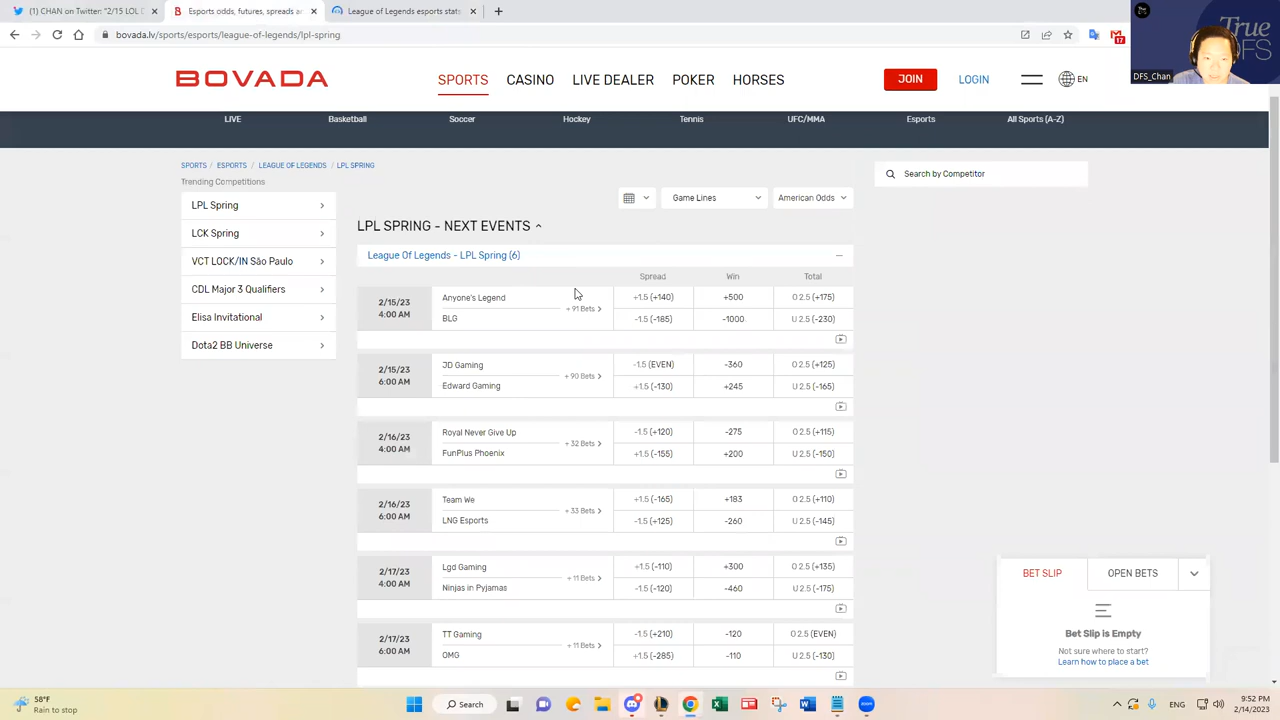 (1) CHAN on Twitter: "2/15 LOL D
Esports odds, futures, spreads a
League of Legends esports stats
bovada.lv/sports/esports/league-of-legends/lpl-spring
17
True
DFS
DFS_Chan
BOVADA
SPORTS CASINO LIVE DEALER POKER HORSES
JOIN LOGIN EN
LIVE Basketball Soccer Hockey Tennis UFC/MMA Esports All Sports (A-Z)
SPORTS / ESPORTS / LEAGUE OF LEGENDS / LPL SPRING
Trending Competitions
LPL Spring
LCK Spring
VCT LOCK/IN São Paulo
CDL Major 3 Qualifiers
Elisa Invitational
Dota2 BB Universe
Game Lines
American Odds
Search by Competitor
LPL SPRING - NEXT EVENTS
League Of Legends - LPL Spring (6)
Spread Win Total
2/15/23
4:00 AM
Anyone's Legend +1.5 (+140) +500 O 2.5 (+175)
+ 91 Bets
BLG -1.5 (-185) -1000 U 2.5 (-230)
2/15/23
6:00 AM
JD Gaming -1.5 (EVEN) -360 O 2.5 (+125)
+ 90 Bets
Edward Gaming +1.5 (-130) +245 U 2.5 (-165)
2/16/23
4:00 AM
Royal Never Give Up -1.5 (+120) -275 O 2.5 (+115)
+ 32 Bets
FunPlus Phoenix +1.5 (-155) +200 U 2.5 (-150)
2/16/23
6:00 AM
Team We +1.5 (-165) +183 O 2.5 (+110)
+ 33 Bets
LNG Esports -1.5 (+125) -260 U 2.5 (-145)
2/17/23
4:00 AM
Lgd Gaming +1.5 (-110) +300 O 2.5 (+135)
+ 11 Bets
Ninjas in Pyjamas -1.5 (-120) -460 U 2.5 (-175)
2/17/23
6:00 AM
TT Gaming -1.5 (+210) -120 O 2.5 (EVEN)
+ 11 Bets
OMG +1.5 (-285) -110 U 2.5 (-130)
BET SLIP OPEN BETS
Bet Slip is Empty
Not sure where to start?
Learn how to place a bet
58°F
Rain to stop
Search
ENG
9:52 PM
2/14/2023